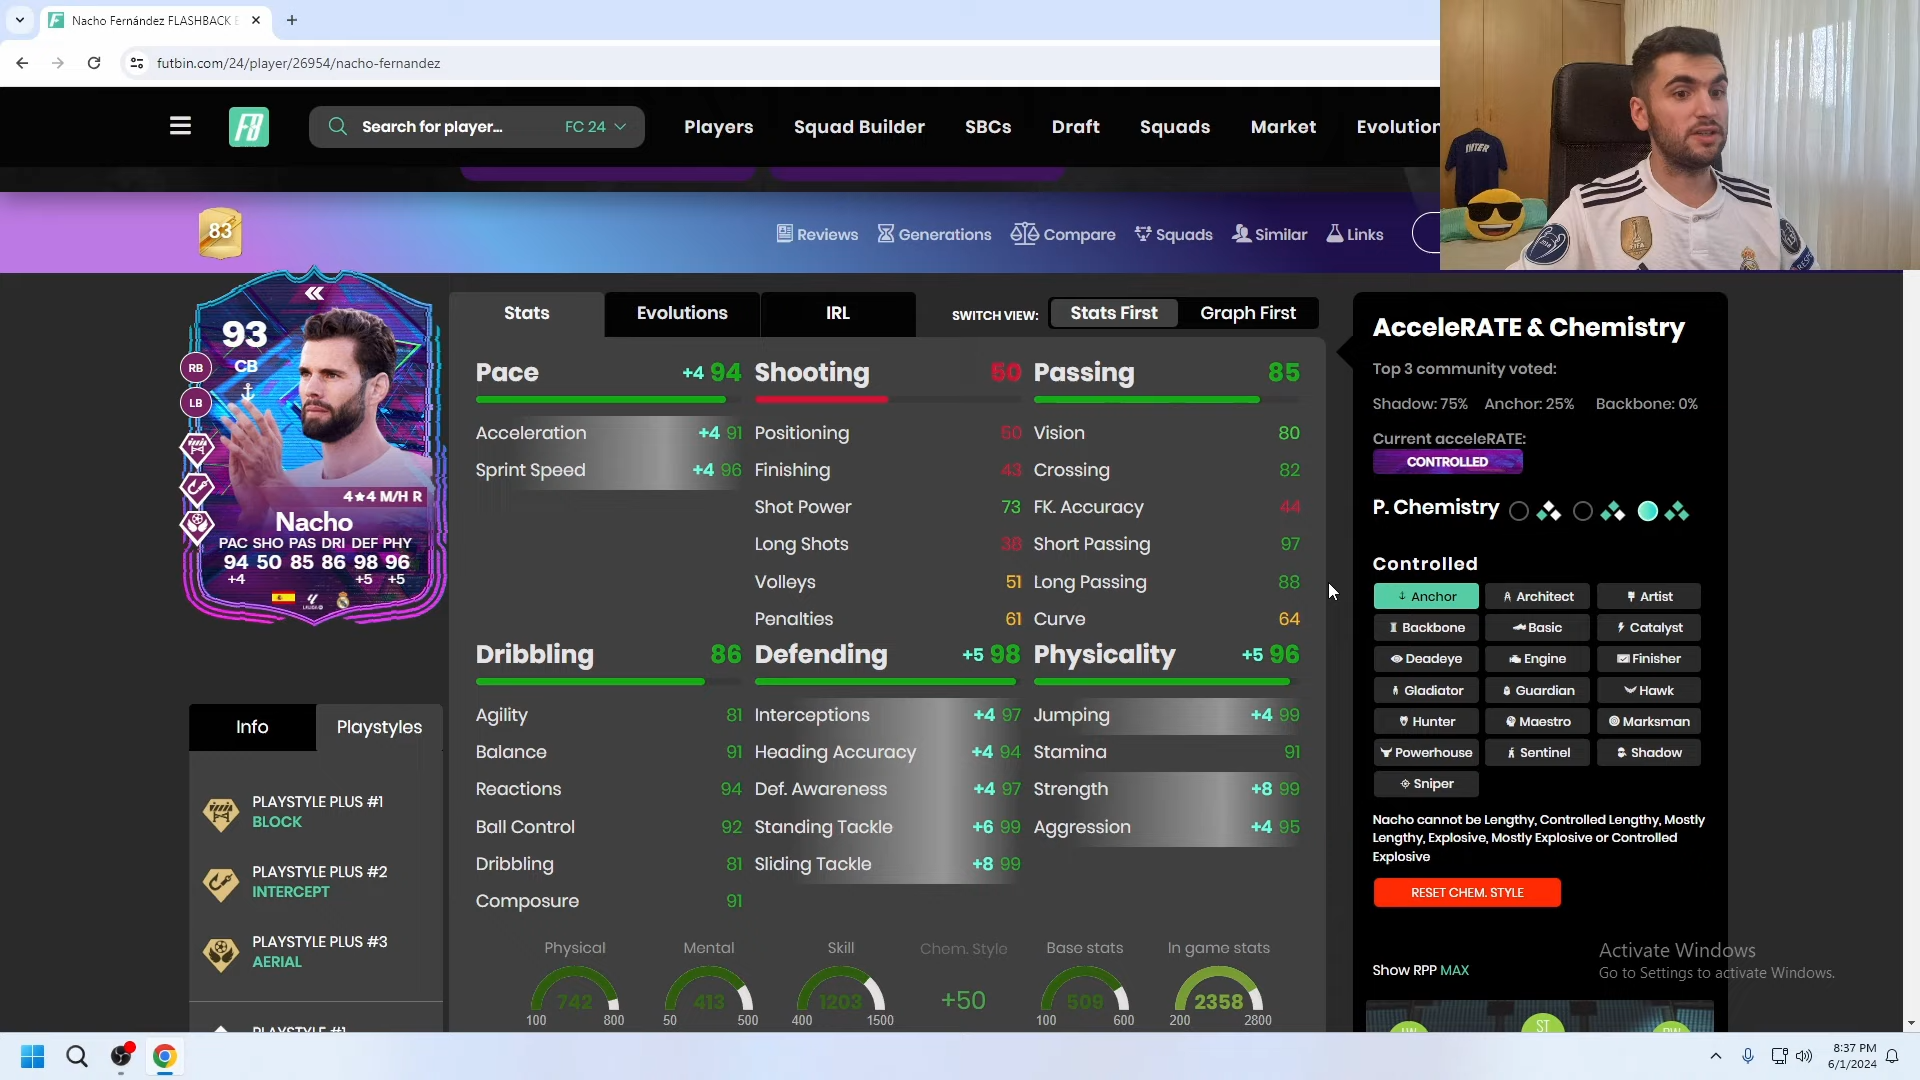 Nacho Fernández FLASHBACK
futbin.com/24/player/26954/nacho-fernandez
Search for player...
FC 24
Players
Squad Builder
SBCs
Draft
Squads
Market
Evolution
INTER
83
Reviews
Generations
Compare
Squads
Similar
Links
93
CB
RB
LB
4★4 M/H R
Nacho
PAC SHO PAS DRI DEF PHY
94 50 85 86 98 96
+4 +5 +5
Stats
Evolutions
IRL
SWITCH VIEW:
Stats First
Graph First
Pace +4 94
Acceleration +4 91
Sprint Speed +4 96
Shooting 50
Positioning 50
Finishing 43
Shot Power 73
Long Shots 38
Volleys 51
Penalties 61
Passing 85
Vision 80
Crossing 82
FK. Accuracy 44
Short Passing 97
Long Passing 88
Curve 64
Dribbling 86
Agility 81
Balance 91
Reactions 94
Ball Control 92
Dribbling 81
Composure 91
Defending +5 98
Interceptions +4 97
Heading Accuracy +4 94
Def. Awareness +4 97
Standing Tackle +6 99
Sliding Tackle +8 99
Physicality +5 96
Jumping +4 99
Stamina 91
Strength +8 99
Aggression +4 95
Physical
742
100 800
Mental
413
50 500
Skill
1203
400 1500
Chem. Style
+50
Base stats
509
100 600
In game stats
2358
200 2800
Info
Playstyles
PLAYSTYLE PLUS #1
BLOCK
PLAYSTYLE PLUS #2
INTERCEPT
PLAYSTYLE PLUS #3
AERIAL
PLAYSTYLE #1
AcceleRATE & Chemistry
Top 3 community voted:
Shadow: 75% Anchor: 25% Backbone: 0%
Current acceleRATE:
CONTROLLED
P. Chemistry
Controlled
Anchor Architect Artist
Backbone Basic Catalyst
Deadeye Engine Finisher
Gladiator Guardian Hawk
Hunter Maestro Marksman
Powerhouse Sentinel Shadow
Sniper
Nacho cannot be Lengthy, Controlled Lengthy, Mostly
Lengthy, Explosive, Mostly Explosive or Controlled
Explosive
RESET CHEM. STYLE
Show RPP MAX
ST
Activate Windows
Go to Settings to activate Windows.
8:37 PM
6/1/2024